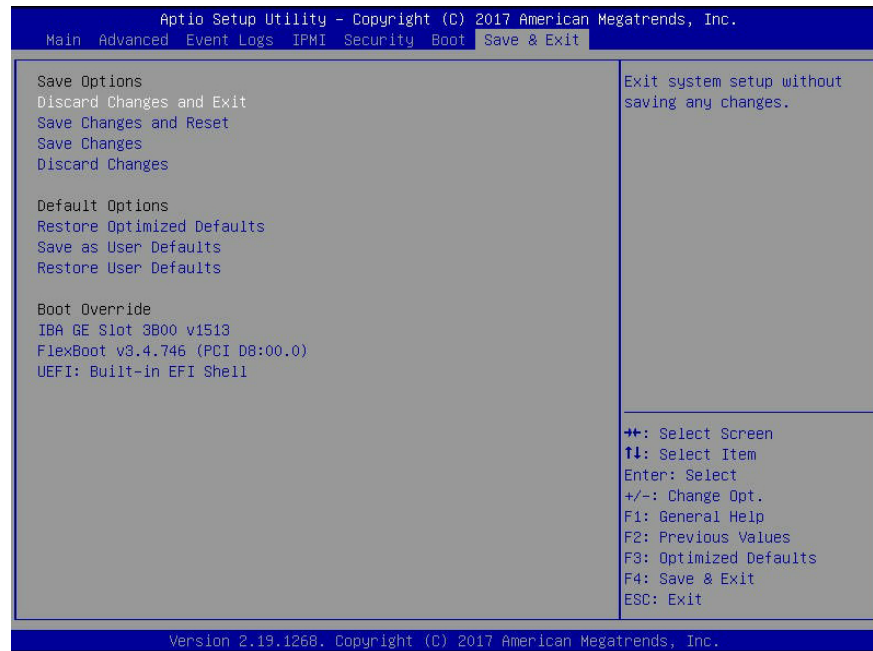 Aptio Setup Utility – Copyright (C) 2017 American Megatrends, Inc.
Main Advanced Event Logs IPMI Security Boot Save & Exit
Save Options
Discard Changes and Exit
Save Changes and Reset
Save Changes
Discard Changes
Default Options
Restore Optimized Defaults
Save as User Defaults
Restore User Defaults
Boot Override
IBA GE Slot 3B00 v1513
FlexBoot v3.4.746 (PCI D8:00.0)
UEFI: Built-in EFI Shell
Exit system setup without
saving any changes.
→←: Select Screen
↑↓: Select Item
Enter: Select
+/-: Change Opt.
F1: General Help
F2: Previous Values
F3: Optimized Defaults
F4: Save & Exit
ESC: Exit
Version 2.19.1268. Copyright (C) 2017 American Megatrends, Inc.